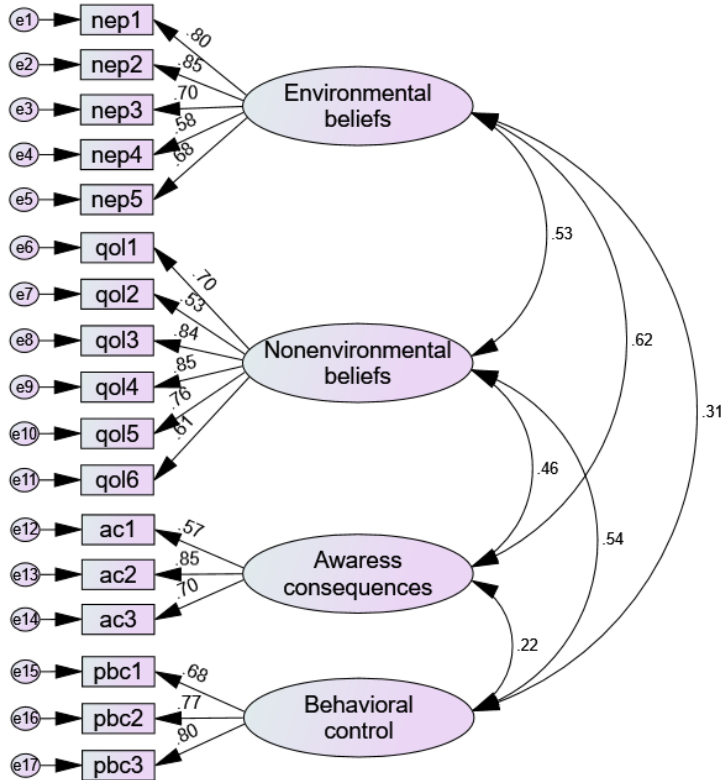 e1 nep1 .80
e2 nep2 .85
e3 nep3 .70
e4 nep4 .58
e5 nep5 .68
Environmental
beliefs
e6 qol1 .70
e7 qol2 .53
e8 qol3 .84
e9 qol4 .85
e10 qol5 .76
e11 qol6 .61
Nonenvironmental
beliefs
e12 ac1 .57
e13 ac2 .85
e14 ac3 .70
Awaress
consequences
e15 pbc1 .68
e16 pbc2 .77
e17 pbc3 .80
Behavioral
control
.53
.62
.31
.46
.54
.22